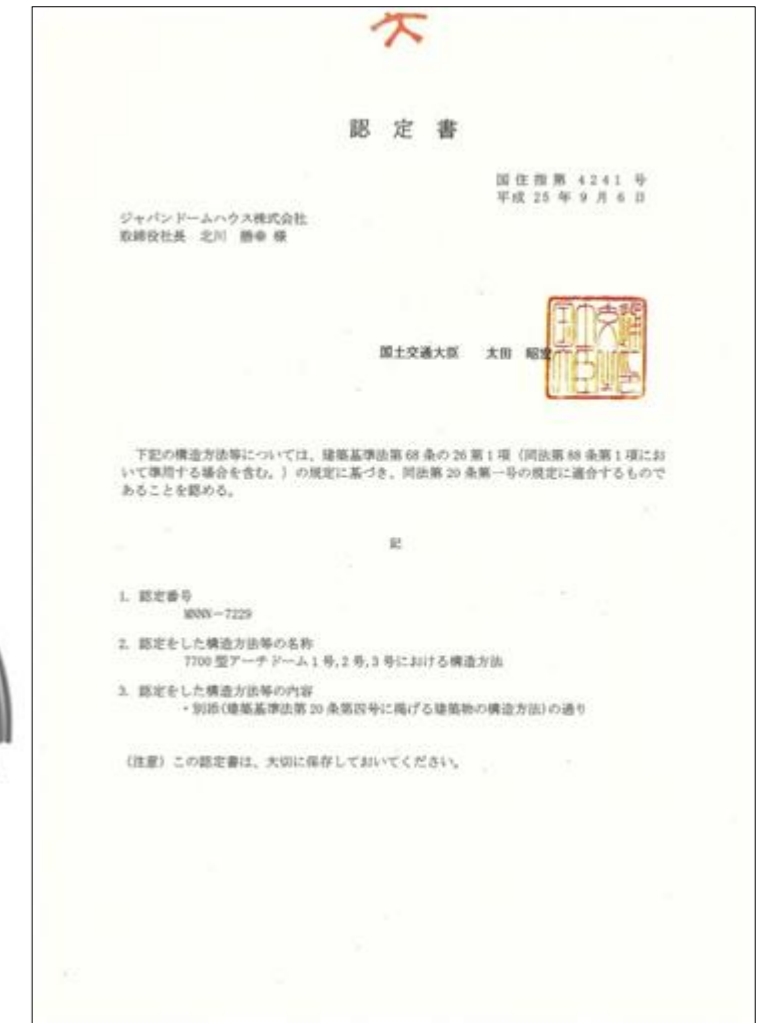 認定書
国住指第 4241 号
平成 25 年 9 月 6 日
ジャパンドームハウス株式会社
取締役社長 北川 勝幸 様
国土交通大臣 太田 昭宏
下記の構造方法等については、建築基準法第 68 条の 26 第 1 項（同法第 88 条第 1 項にお
いて準用する場合を含む。）の規定に基づき、同法第 20 条第一号の規定に適合するもので
あることを認める。
記
1. 認定番号
MNNN－7229
2. 認定をした構造方法等の名称
7700 型アーチドーム 1 号,2 号,3 号における構造方法
3. 認定をした構造方法等の内容
・別添(建築基準法第 20 条第四号に掲げる建築物の構造方法)の通り
（注意）この認定書は、大切に保存しておいてください。